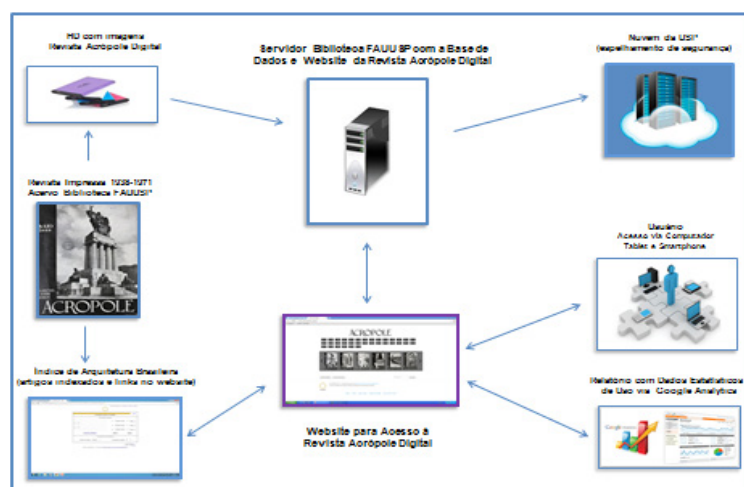 HD com imagens
Revista Acrópole Digital
Servidor Biblioteca FAUUSP com a Base de
Dados e Website da Revista Acrópole Digital
Nuvem da USP
(espelhamento de segurança)
Revista Impressa 1938-1971
Acervo Biblioteca FAUUSP
ACROPOLE
Usuário
Acesso via Computador
Tablet e Smartphone
Índice de Arquitetura Brasileira
(artigos indexados e links no website)
ACROPOLE
Website para Acesso à
Revista Acrópole Digital
Relatório com Dados Estatísticos
de Uso via Google Analytics
Google